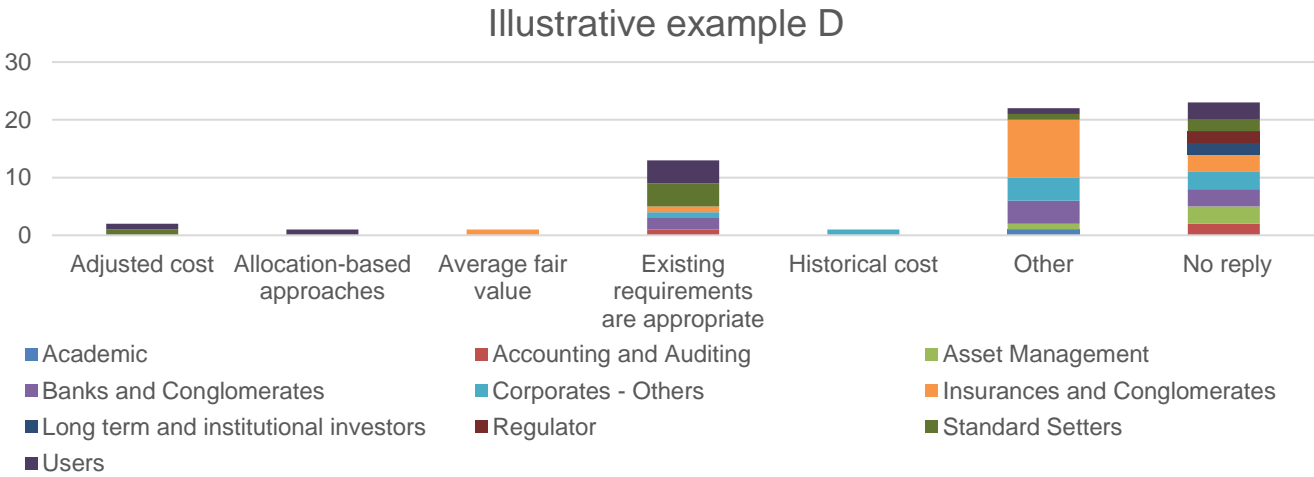 Illustrative example D
30
20
10
0
Adjusted cost
Allocation-based
approaches
Average fair
value
Existing
requirements
are appropriate
Historical cost
Other
No reply
Academic
Accounting and Auditing
Asset Management
Banks and Conglomerates
Corporates - Others
Insurances and Conglomerates
Long term and institutional investors
Regulator
Standard Setters
Users